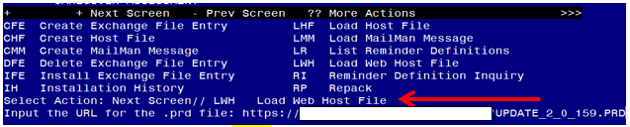 + + Next Screen - Prev Screen ?? More Actions >>>
CFE Create Exchange File Entry LHF Load Host File
CHF Create Host File LMM Load MailMan Message
CMM Create MailMan Message LR List Reminder Definitions
DFE Delete Exchange File Entry LWH Load Web Host File
IFE Install Exchange File Entry RI Reminder Definition Inquiry
IH Installation History RP Repack
Select Action: Next Screen// LWH Load Web Host File
Input the URL for the .prd file: https:// UPDATE_2_0_159.PRD